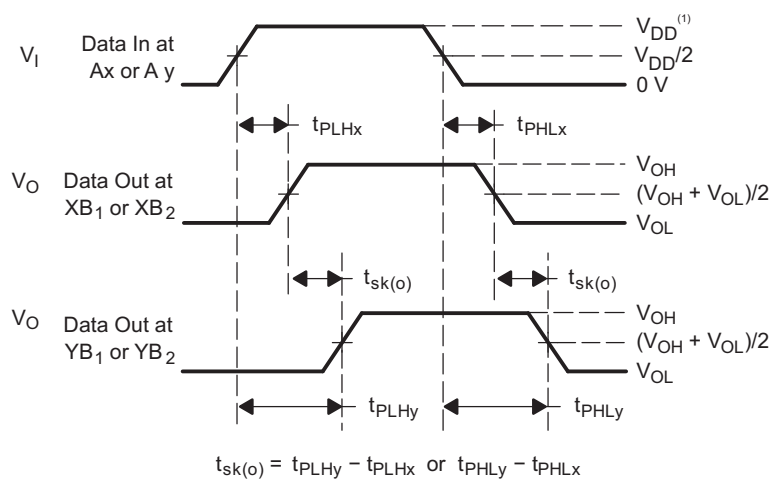 V_I Data In at Ax or A y V_DD^(1)
V_DD/2
0 V
t_PLHx t_PHLx
V_O Data Out at XB_1 or XB_2 V_OH
(V_OH + V_OL)/2
V_OL
t_sk(o) t_sk(o)
V_O Data Out at YB_1 or YB_2 V_OH
(V_OH + V_OL)/2
V_OL
t_PLHy t_PHLy
t_sk(o) = t_PLHy − t_PLHx or t_PHLy − t_PHLx